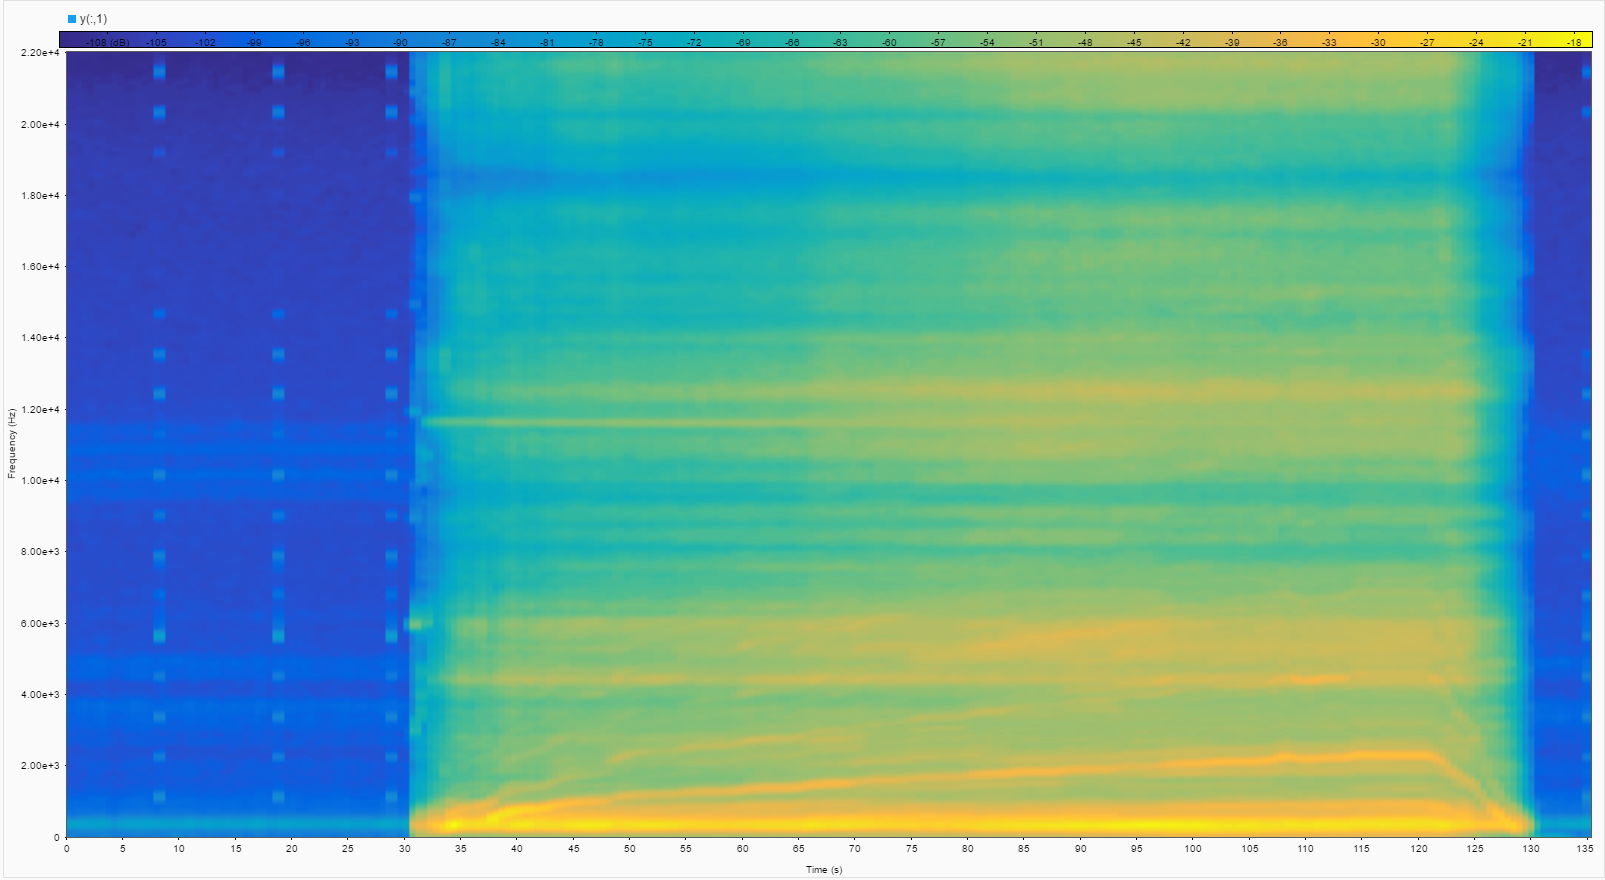 y(:,1)
-108 (dB) -105 -102 -99 -96 -93 -90 -87 -84 -81 -78 -75 -72 -69 -66 -63 -60 -57 -54 -51 -48 -45 -42 -39 -36 -33 -30 -27 -24 -21 -18
2.20e+4
2.00e+4
1.80e+4
1.60e+4
1.40e+4
1.20e+4
1.00e+4
8.00e+3
6.00e+3
4.00e+3
2.00e+3
0
Frequency (Hz)
0 5 10 15 20 25 30 35 40 45 50 55 60 65 70 75 80 85 90 95 100 105 110 115 120 125 130 135
Time (s)